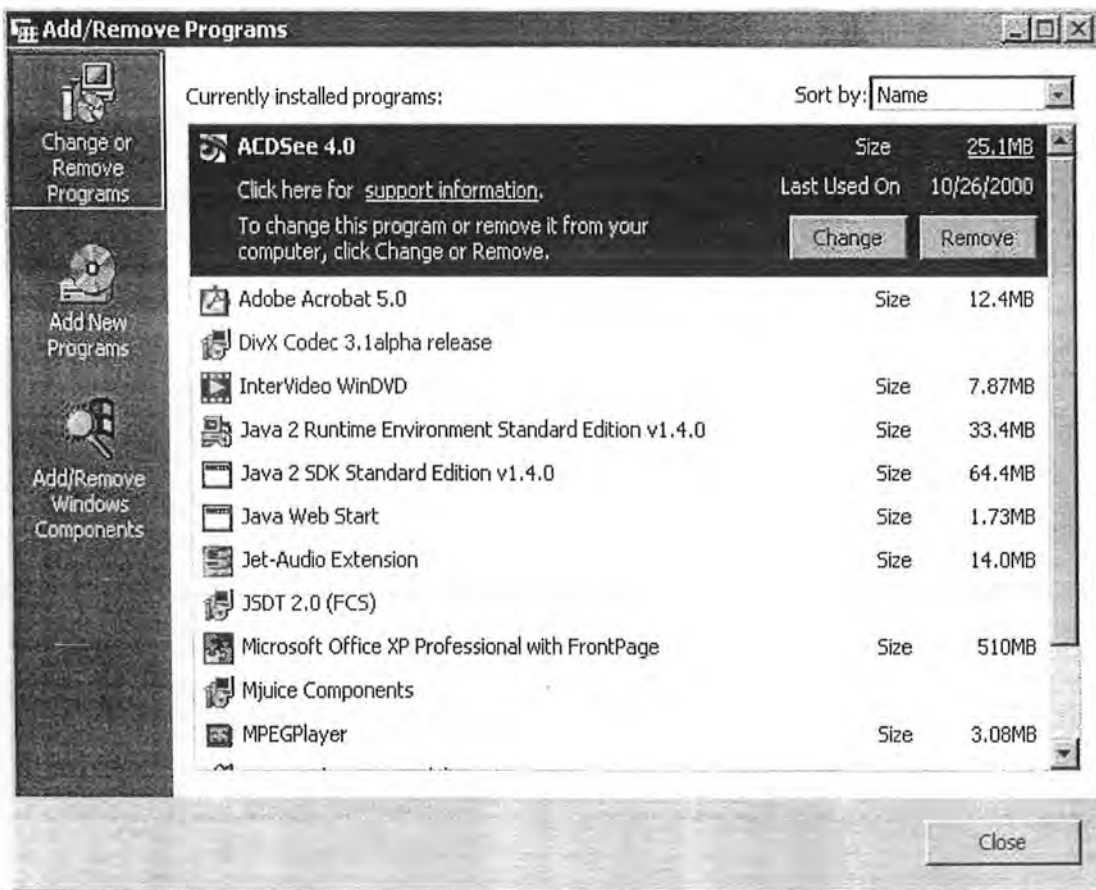 Add/Remove Programs
Change or
Remove
Programs
Add New
Programs
Add/Remove
Windows
Components
Currently installed programs:
Sort by: Name
ACDSee 4.0 Size 25.1MB
Click here for support information. Last Used On 10/26/2000
To change this program or remove it from your
computer, click Change or Remove.
Change Remove
Adobe Acrobat 5.0 Size 12.4MB
DivX Codec 3.1alpha release
InterVideo WinDVD Size 7.87MB
Java 2 Runtime Environment Standard Edition v1.4.0 Size 33.4MB
Java 2 SDK Standard Edition v1.4.0 Size 64.4MB
Java Web Start Size 1.73MB
Jet-Audio Extension Size 14.0MB
JSDT 2.0 (FCS)
Microsoft Office XP Professional with FrontPage Size 510MB
Mjuice Components
MPEGPlayer Size 3.08MB
Close